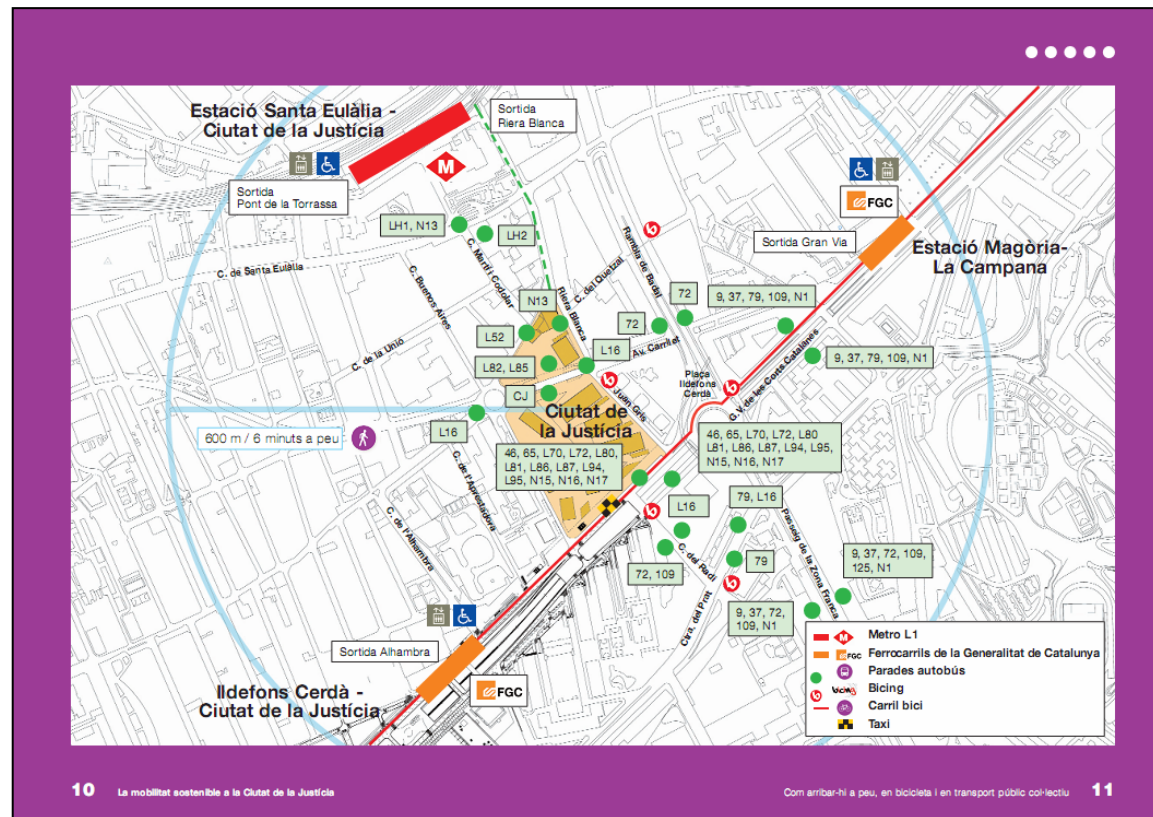 Estació Santa Eulàlia -
Ciutat de la Justícia
Sortida
Riera Blanca
M
Sortida
Pont de la Torrassa
FGC
Sortida Gran Via
Estació Magòria-
La Campana
LH1, N13
LH2
C. de Santa Eulàlia
C. Martí i Codolar
C. Buenos Aires
C. del Quetzal
Rambla de Badal
Riera Blanca
N13
72
9, 37, 79, 109, N1
L52
72
L16
Av. Carrilet
C. de la Unió
L82, L85
9, 37, 79, 109, N1
Plaça
Ildefons
Cerdà
G.V. de les Corts Catalanes
CJ
Juan Gris
Ciutat de
la Justícia
L16
600 m / 6 minuts a peu
46, 65, L70, L72, L80,
L81, L86, L87, L94,
L95, N15, N16, N17
46, 65, L70, L72, L80
L81, L86, L87, L94, L95,
N15, N16, N17
C. de l'Aprestadora
C. de l'Alhambra
L16
79, L16
Passeig de la Zona Franca
C. del Radi
72, 109
79
9, 37, 72, 109,
125, N1
Ctra. del Prat
9, 37, 72,
109, N1
Sortida Alhambra
FGC
Ildefons Cerdà -
Ciutat de la Justícia
M Metro L1
FGC Ferrocarrils de la Generalitat de Catalunya
Parades autobús
bicing Bicing
Carril bici
Taxi
10 La mobilitat sostenible a la Ciutat de la Justícia
Com arribar-hi a peu, en bicicleta i en transport públic col·lectiu 11